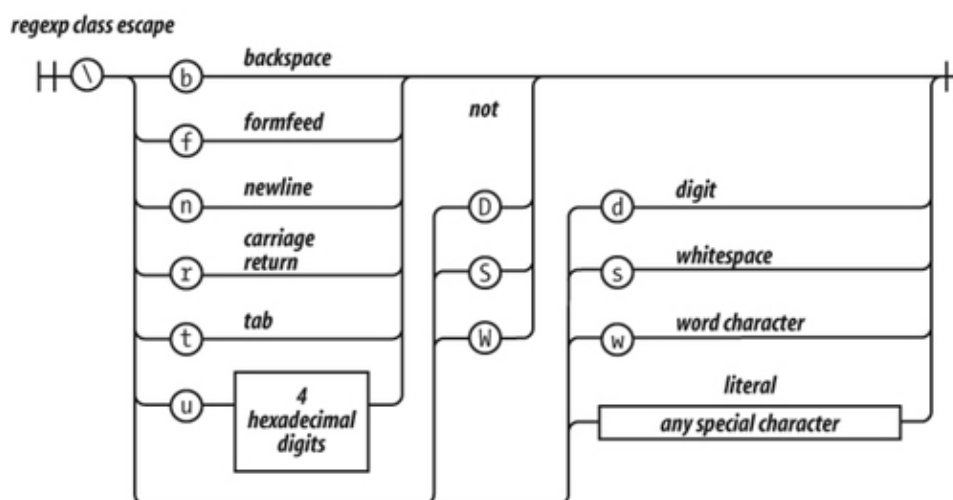 regexp class escape
\ b backspace
not
f formfeed
n newline
D d digit
r carriage
return
S s whitespace
t tab
W w word character
u 4
hexadecimal
digits
literal
any special character